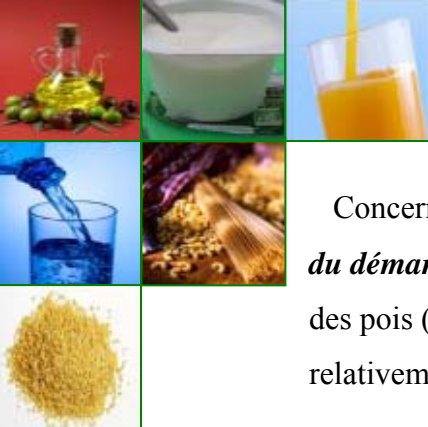 Concern
du démar
des pois (
relativem